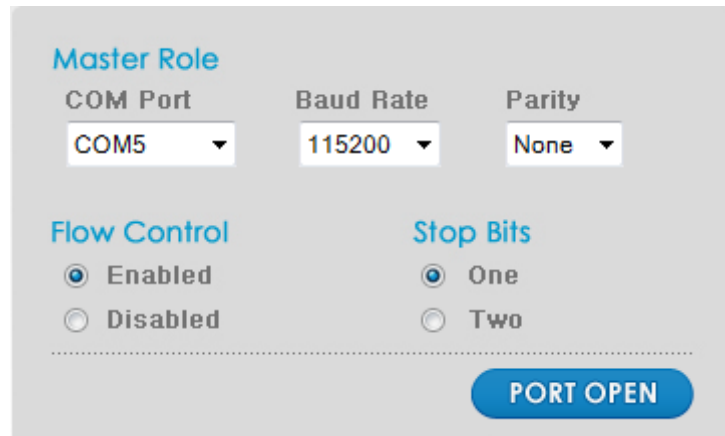 Master Role
COM Port Baud Rate Parity
COM5 115200 None
Flow Control Stop Bits
Enabled One
Disabled Two
PORT OPEN